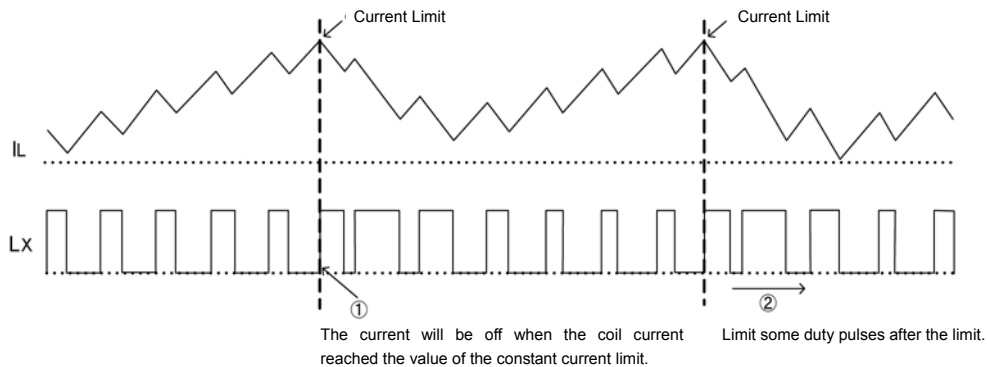 Current Limit
Current Limit
IL
LX
①
②
The current will be off when the coil current
reached the value of the constant current limit.
Limit some duty pulses after the limit.